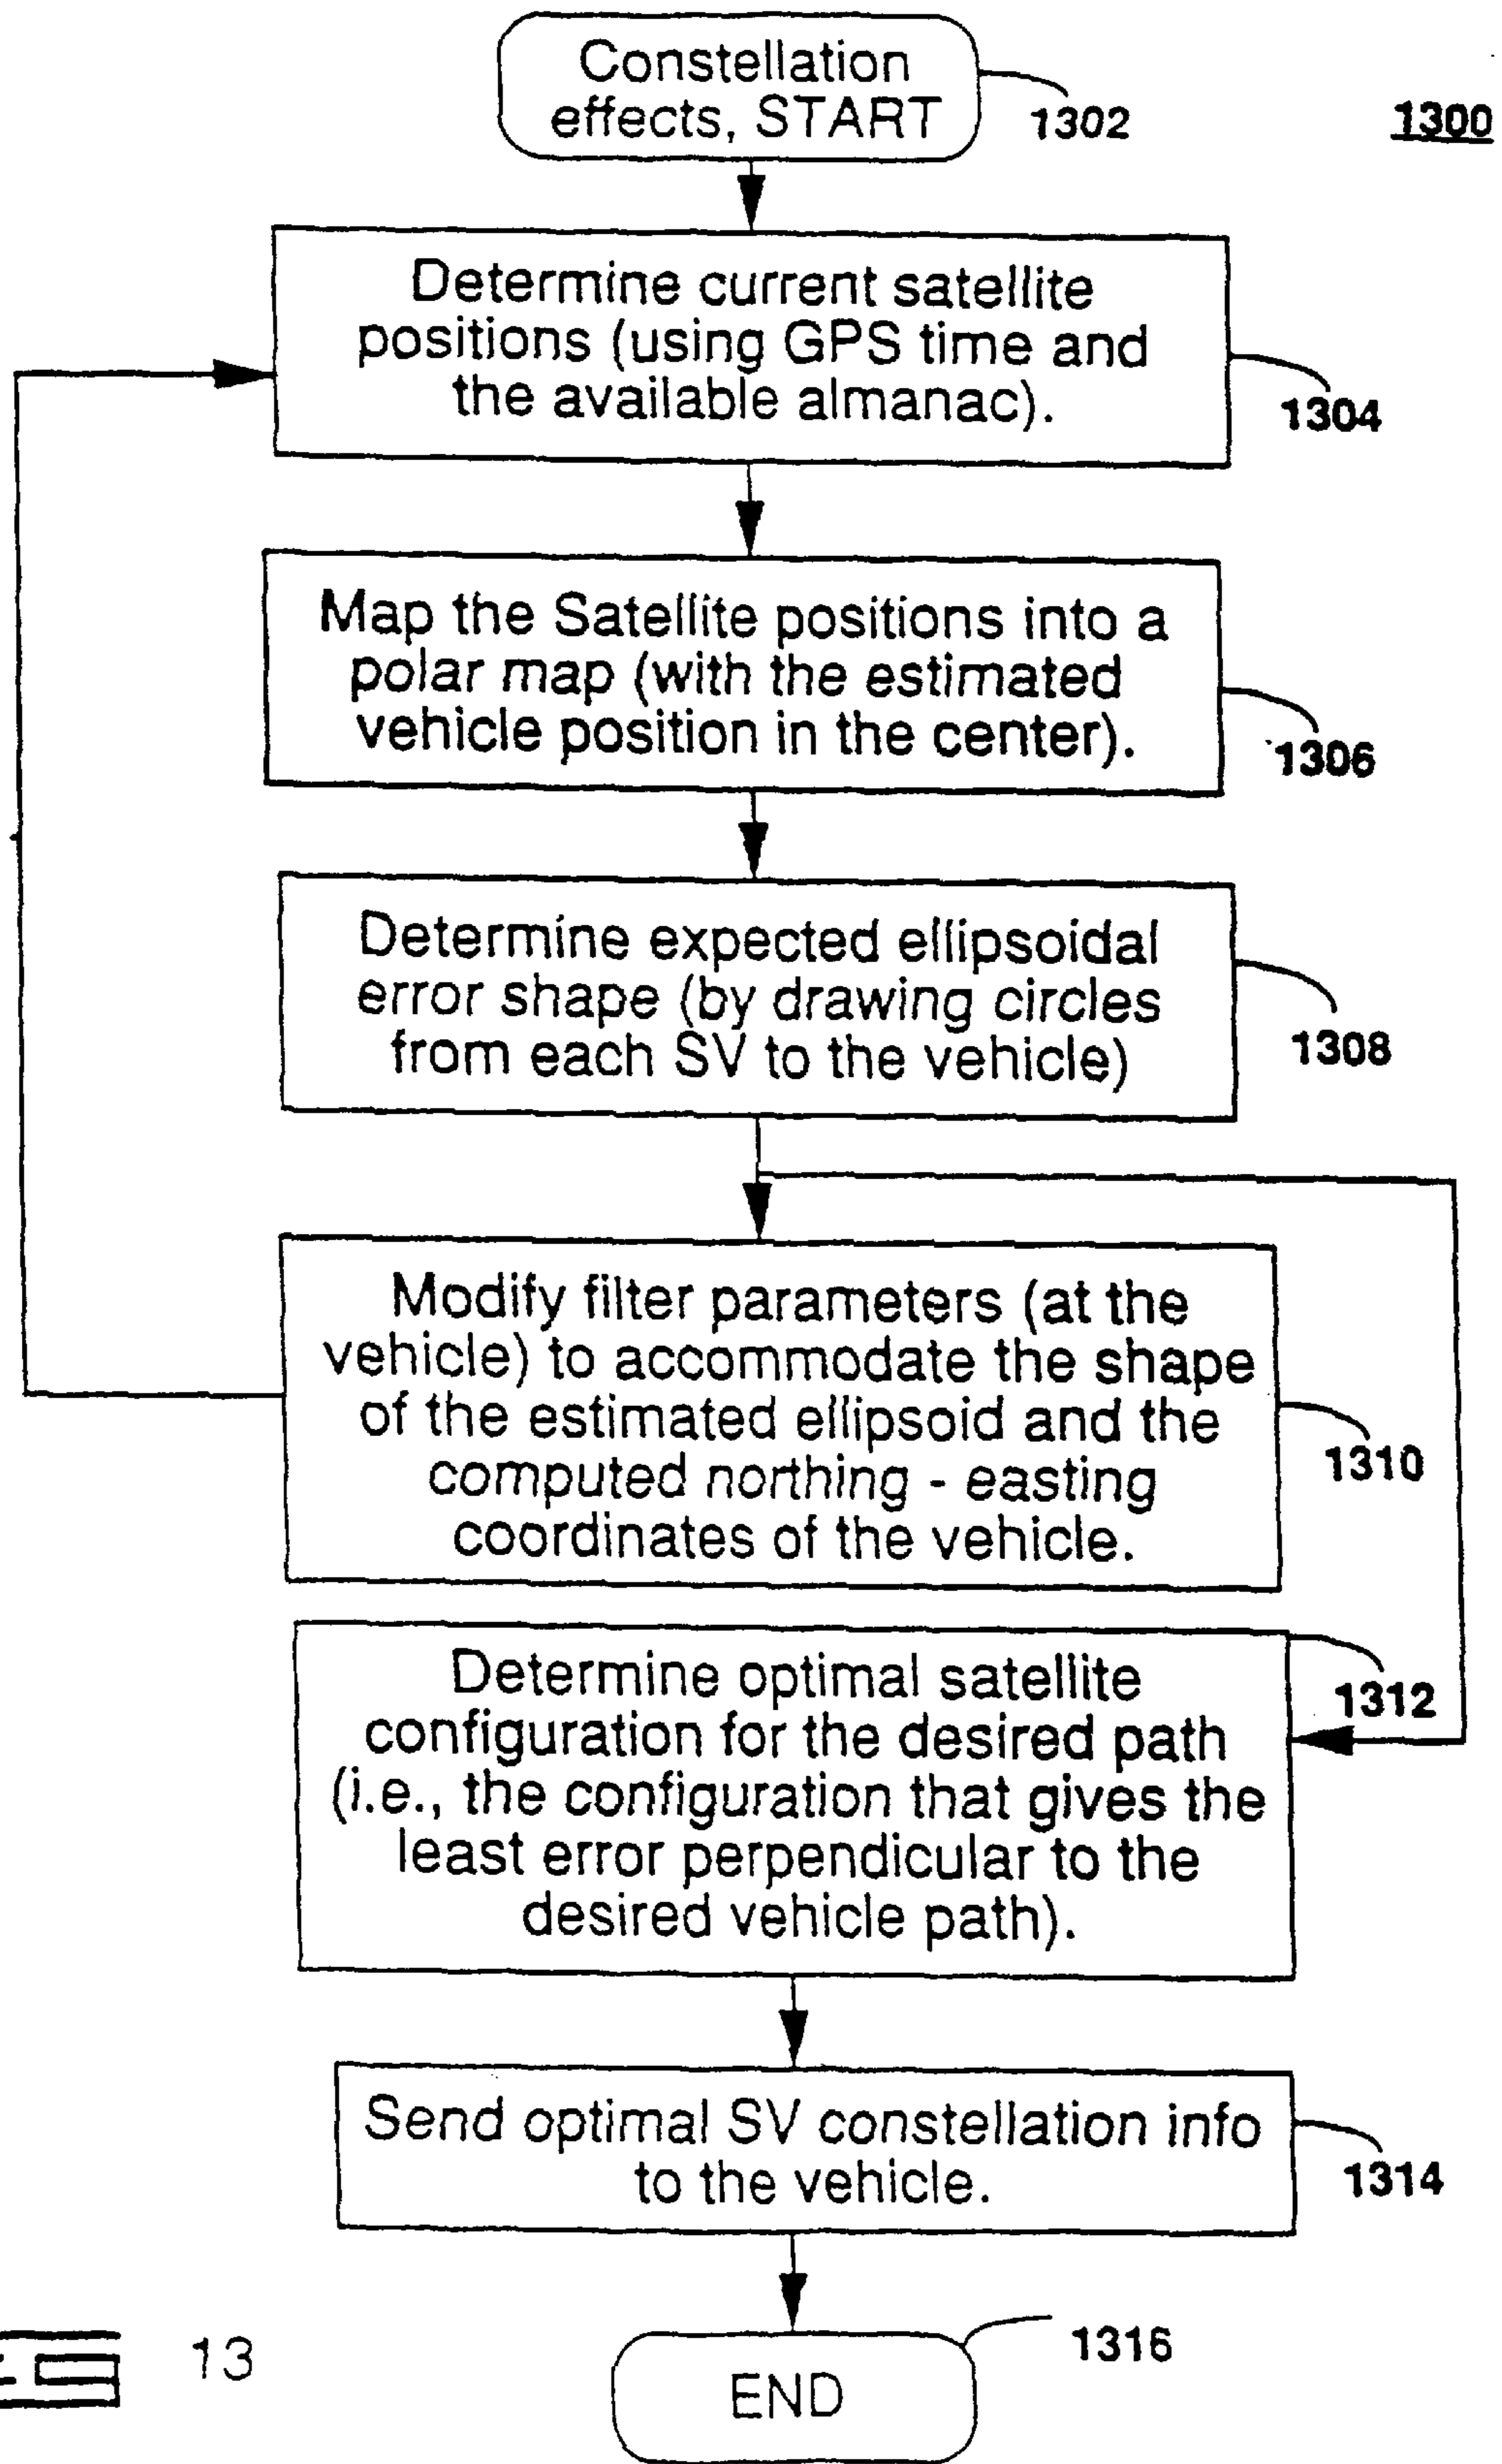 Constellation
effects, START
1302
1300
Determine current satellite
positions (using GPS time and
the available almanac).
1304
Map the Satellite positions into a
polar map (with the estimated
vehicle position in the center).
1306
Determine expected ellipsoidal
error shape (by drawing circles
from each SV to the vehicle)
1308
Modify filter parameters (at the
vehicle) to accommodate the shape
of the estimated ellipsoid and the
computed northing - easting
coordinates of the vehicle.
1310
Determine optimal satellite
configuration for the desired path
(i.e., the configuration that gives the
least error perpendicular to the
desired vehicle path).
1312
Send optimal SV constellation info
to the vehicle.
1314
END
1316
13